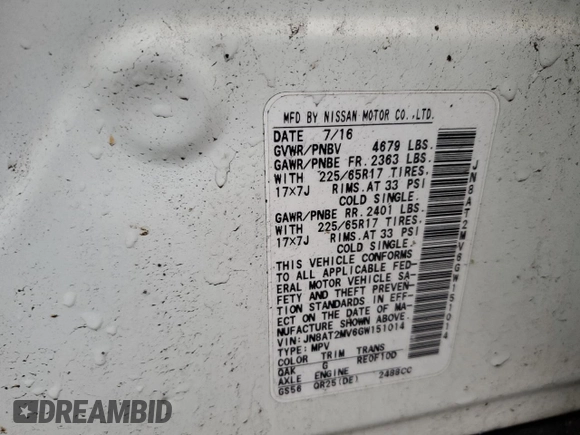 MFD BY NISSAN MOTOR CO.,LTD.
DATE 7/16
GVWR/PNBV 4679 LBS.
GAWR/PNBE FR. 2363 LBS.
WITH 225/65R17 TIRES,
17x7J RIMS.AT 33 PSI
COLD SINGLE.
GAWR/PNBE RR. 2401 LBS.
WITH 225/65R17 TIRES,
17x7J RIMS.AT 33 PSI
COLD SINGLE.
THIS VEHICLE CONFORMS
TO ALL APPLICABLE FED-
ERAL MOTOR VEHICLE SA-
FETY AND THEFT PREVEN-
TION STANDARDS IN EFF-
ECT ON THE DATE OF MA-
NUFACTURE SHOWN ABOVE.
VIN: JN8AT2MV6GW151014
TYPE: MPV
COLOR TRIM TRANS
QAK G RE0F10D
AXLE ENGINE
GS56 QR25(DE) 2488CC
JN8AT2MV6GW151014
DREAMBID
dreambid.com